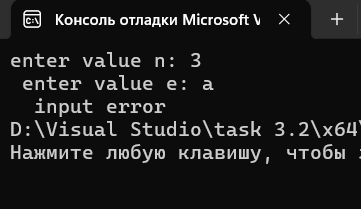 Консоль отладки Microsoft V
enter value n: 3
enter value e: a
input error
D:\Visual Studio\task 3.2\x64\
Нажмите любую клавишу, чтобы